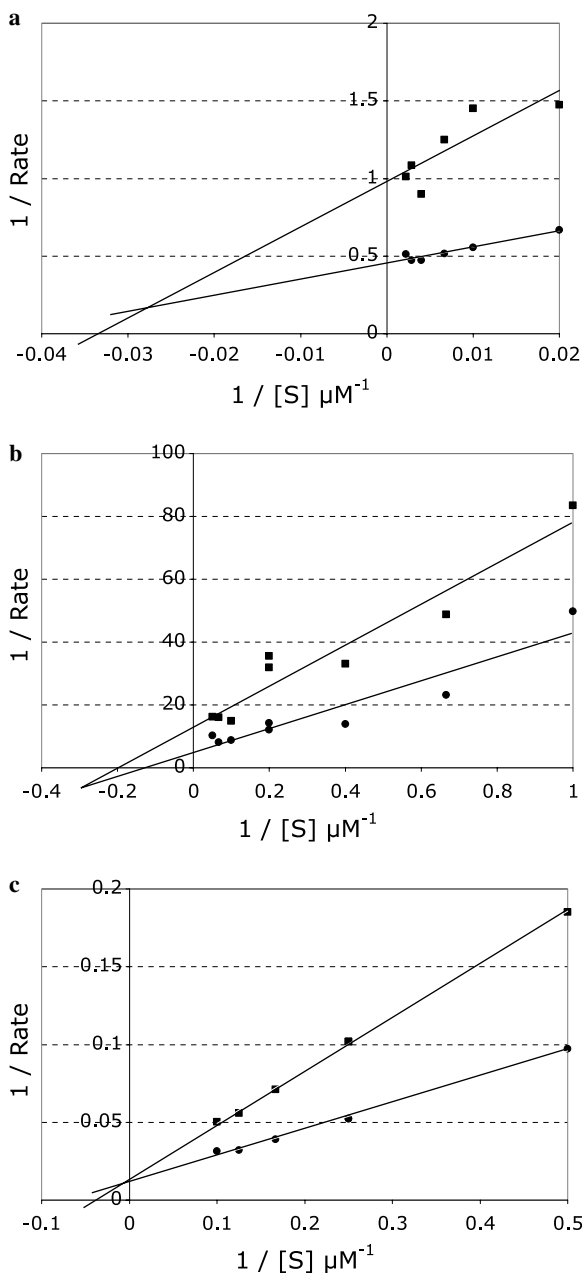 a
2
1.5
1
0.5
0
-0.04 -0.03 -0.02 -0.01 0 0.01 0.02
1 / Rate
1 / [S] µM⁻¹
b
100
80
60
40
20
0
-0.4 -0.2 0 0.2 0.4 0.6 0.8 1
1 / Rate
1 / [S] µM⁻¹
c
0.2
0.15
0.1
0.05
0
-0.1 0 0.1 0.2 0.3 0.4 0.5
1 / Rate
1 / [S] µM⁻¹